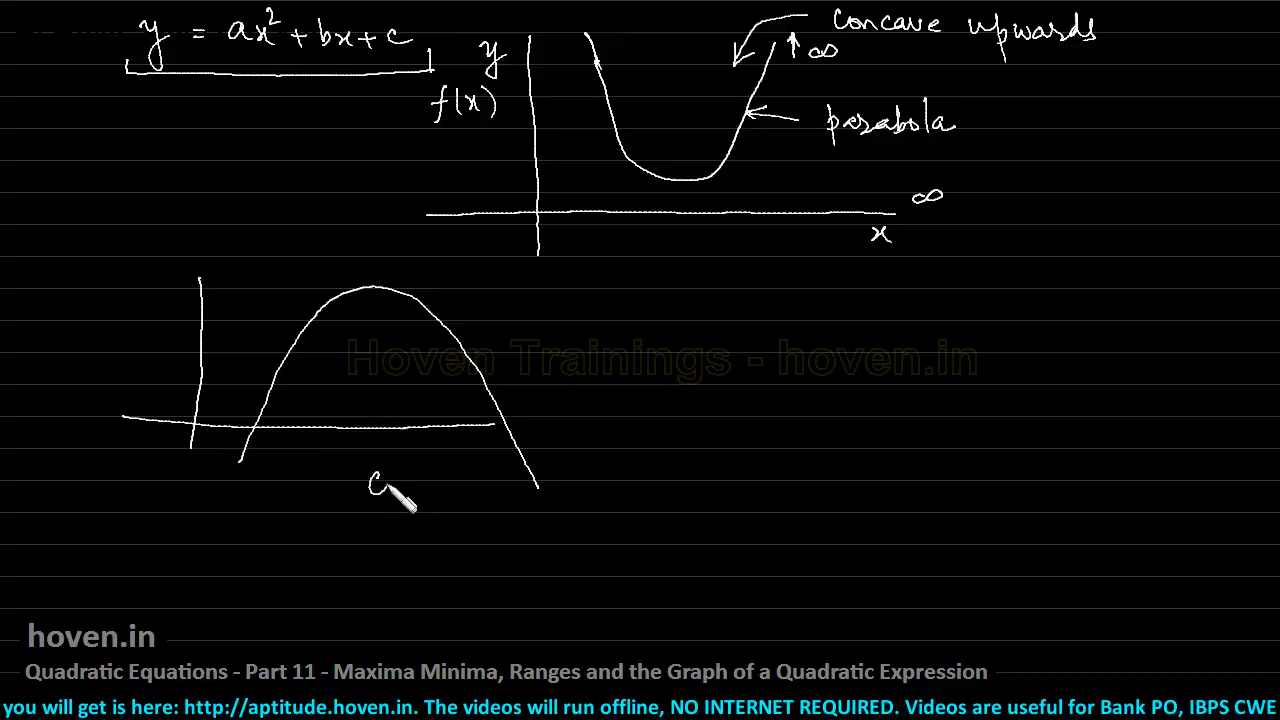 y = ax² + bx + c
concave upwards
y
↑ ∞
f(x)
parabola
∞
x
Hoven Trainings - hoven.in
c
hoven.in
Quadratic Equations - Part 11 - Maxima Minima, Ranges and the Graph of a Quadratic Expression
you will get is here: http://aptitude.hoven.in. The videos will run offline, NO INTERNET REQUIRED. Videos are useful for Bank PO, IBPS CWE